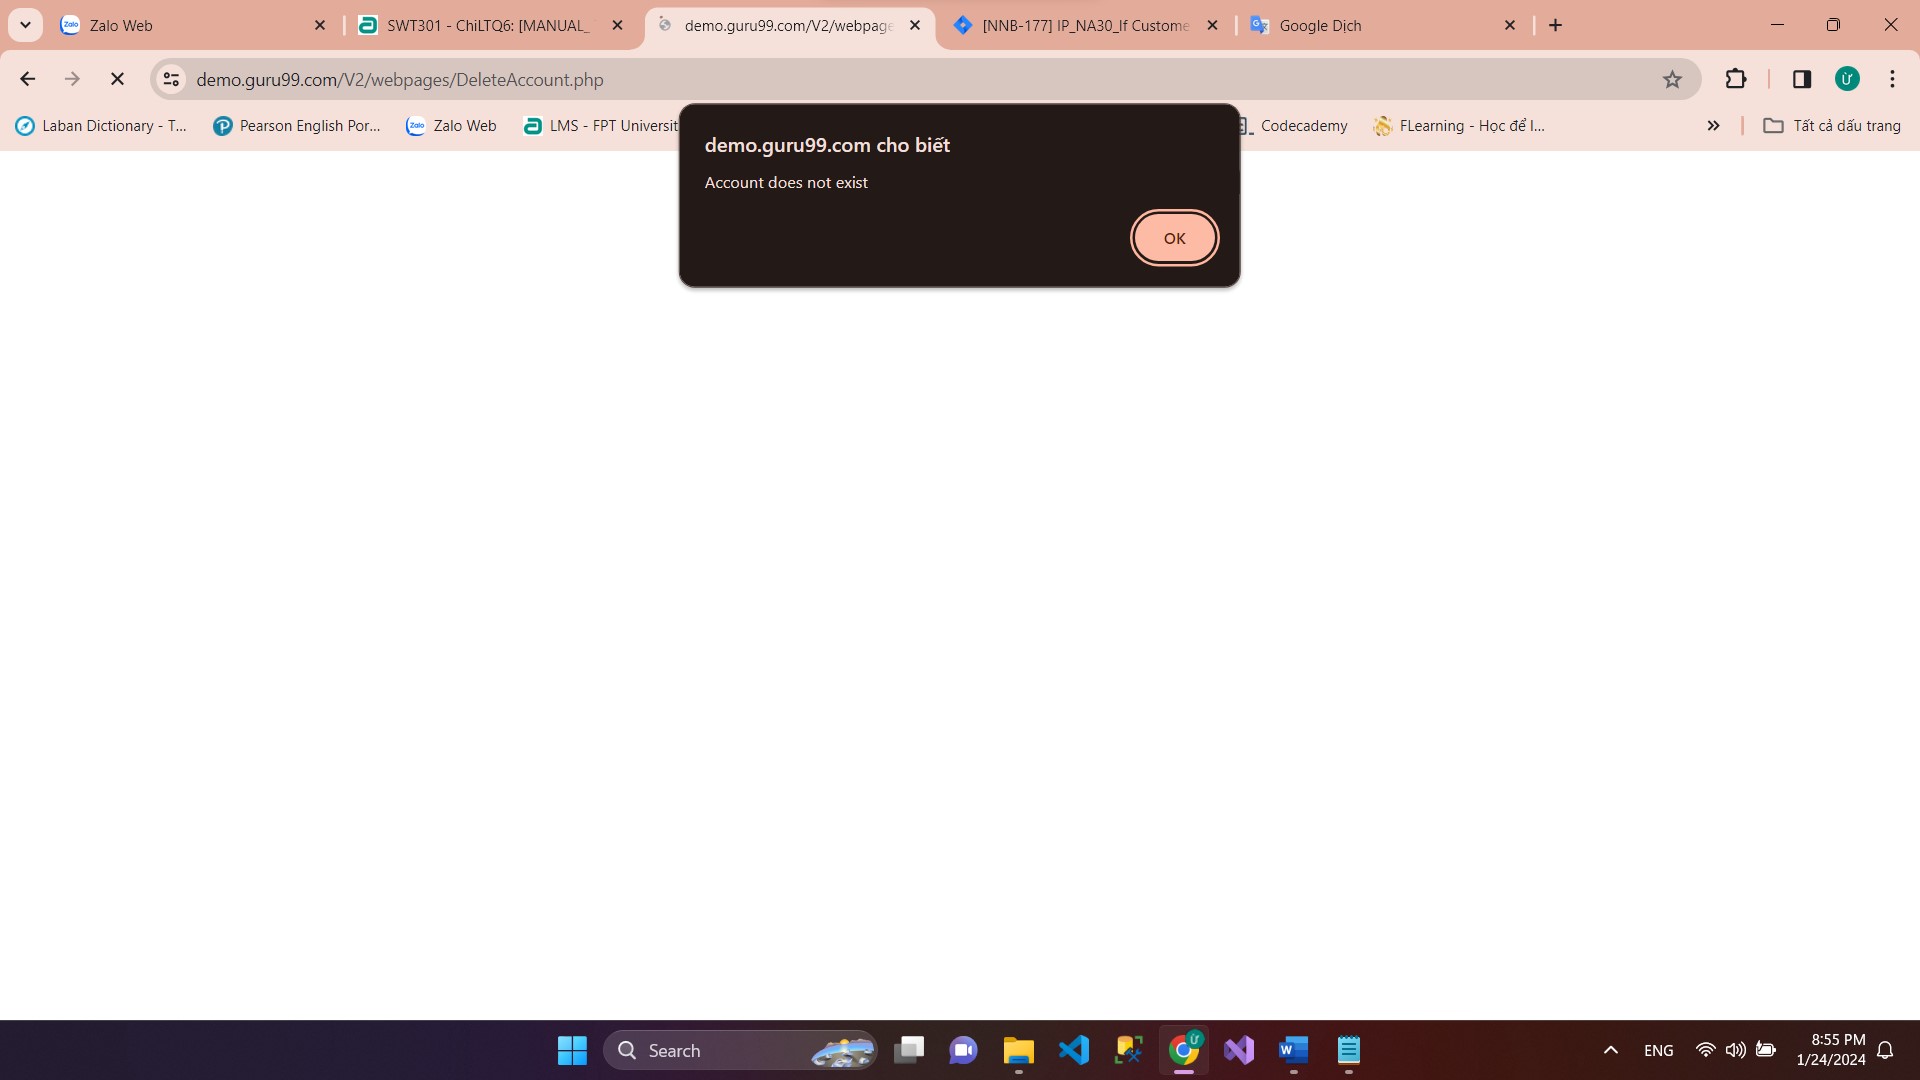 Zalo Web
SWT301 - ChiLTQ6: [MANUAL_
demo.guru99.com/V2/webpage
[NNB-177] IP_NA30_If Custome
Google Dịch
demo.guru99.com/V2/webpages/DeleteAccount.php
Ừ
Laban Dictionary - T...
Pearson English Por...
Zalo Web
LMS - FPT Universit
Codecademy
FLearning - Học để l...
Tất cả dấu trang
demo.guru99.com cho biết
Account does not exist
OK
Search
ENG
8:55 PM
1/24/2024